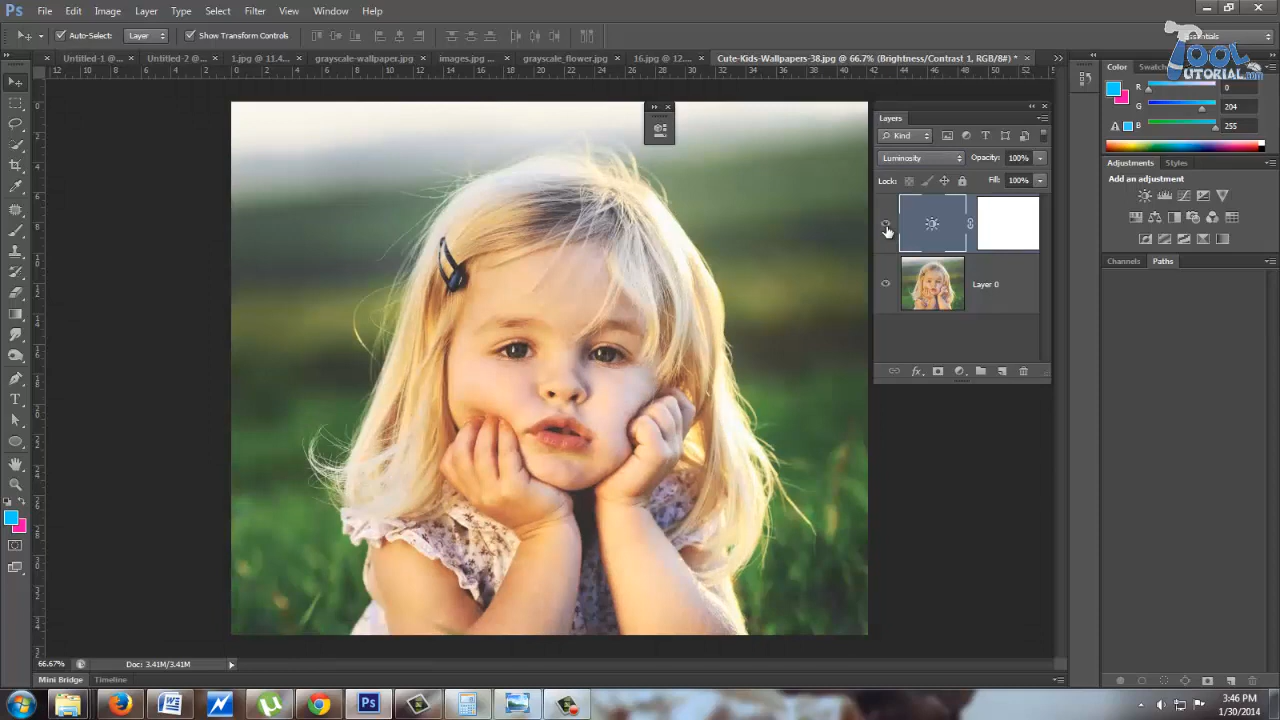 Ps File Edit Image Layer Type Select Filter View Window Help
Auto-Select: Layer Show Transform Controls
TOOL TUTORIAL
Untitled-1 @... × Untitled-2 @... × 1.jpg @ 11.4... × grayscale-wallpaper.jpg × images.jpg ... × grayscale_flower.jpg × 16.jpg @ 12.... × Cute-Kids-Wallpapers-38.jpg @ 66.7% (Brightness/Contrast 1, RGB/8#) * ×
Layers
Kind
Luminosity Opacity: 100%
Lock: Fill: 100%
Layer 0
fx
Color Swatch
R 0
G 204
B 255
Adjustments Styles
Add an adjustment
Channels Paths
66.67% Doc: 3.41M/3.41M
Mini Bridge Timeline
3:46 PM
1/30/2014